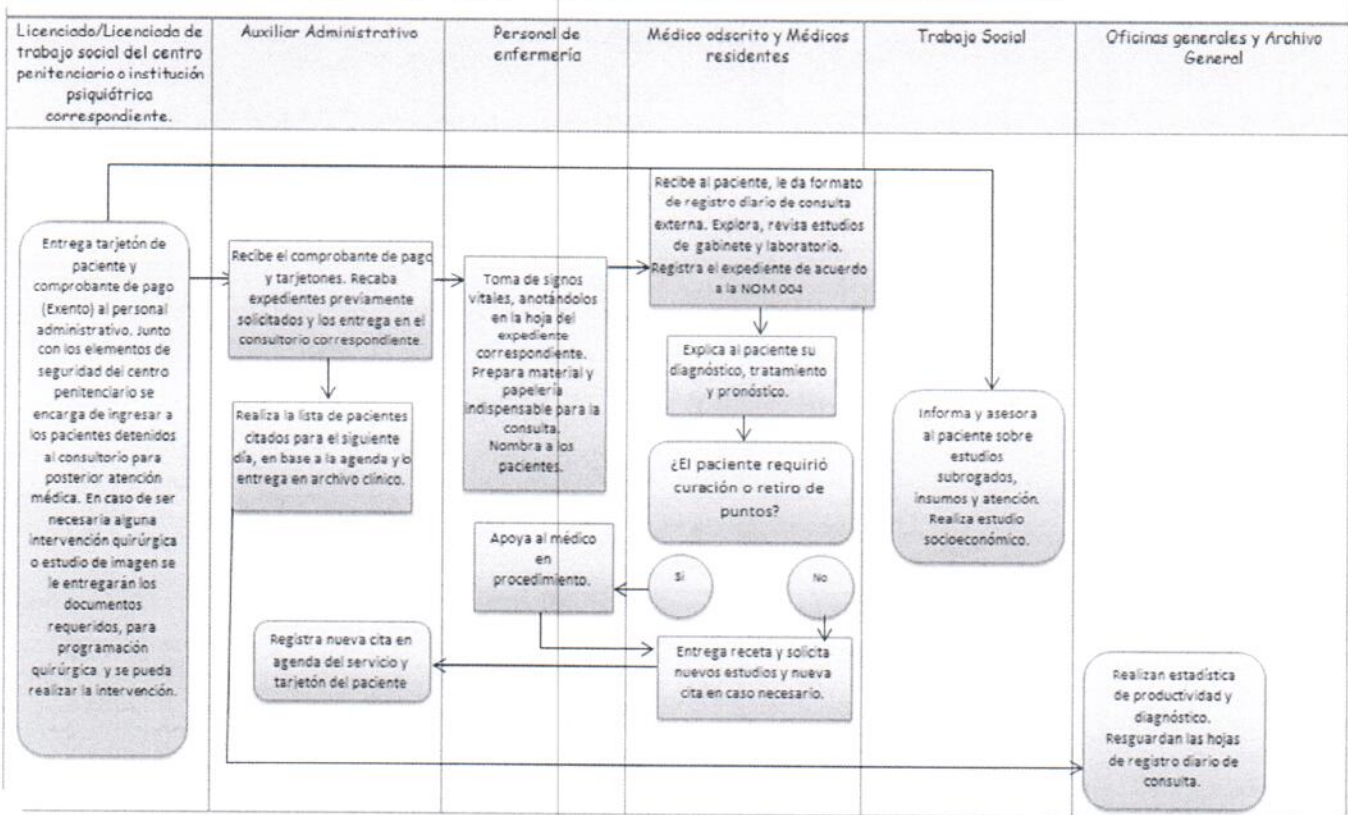 Licenciado/Licenciada de
trabajo social del centro
penitenciario o institución
psiquiátrica
correspondiente.
Auxiliar Administrativo
Personal de
enfermería
Médico adscrito y Médicos
residentes
Trabajo Social
Oficinas generales y Archivo
General
Entrega tarjetón de
paciente y
comprobante de pago
(Exento) al personal
administrativo. Junto
con los elementos de
seguridad del centro
penitenciario se
encarga de ingresar a
los pacientes detenidos
al consultorio para
posterior atención
médica. En caso de ser
necesaria alguna
intervención quirúrgica
o estudio de imagen se
le entregarán los
documentos
requeridos, para
programación
quirúrgica y se pueda
realizar la intervención.
Recibe el comprobante de pago
y tarjetones. Recaba
expedientes previamente
solicitados y los entrega en el
consultorio correspondiente.
Realiza la lista de pacientes
citados para el siguiente
día, en base a la agenda y lo
entrega en archivo clínico.
Toma de signos
vitales, anotándolos
en la hoja del
expediente
correspondiente.
Prepara material y
papelería
indispensable para la
consulta.
Nombra a los
pacientes.
Recibe al paciente, le da formato
de registro diario de consulta
externa. Explora, revisa estudios
de gabinete y laboratorio.
Registra el expediente de acuerdo
a la NOM 004
Explica al paciente su
diagnóstico, tratamiento
y pronóstico.
¿El paciente requirió
curación o retiro de
puntos?
Si
No
Apoya al médico
en
procedimiento.
Entrega receta y solicita
nuevos estudios y nueva
cita en caso necesario.
Registra nueva cita en
agenda del servicio y
tarjetón del paciente
Informa y asesora
al paciente sobre
estudios
subrogados,
insumos y atención.
Realiza estudio
socioeconómico.
Realizan estadística
de productividad y
diagnóstico.
Resguardan las hojas
de registro diario de
consulta.